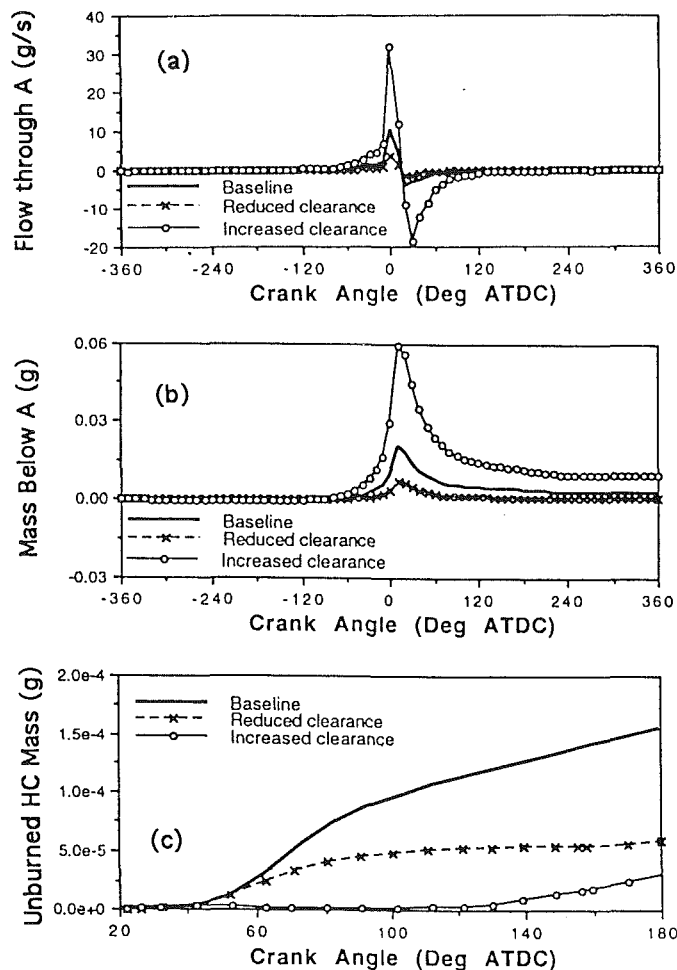 40
30
20
10
0
-10
-20
Flow through A (g/s)
(a)
Baseline
Reduced clearance
Increased clearance
-360 -240 -120 0 120 240 360
Crank Angle (Deg ATDC)
0.06
0.03
0.00
-0.03
Mass Below A (g)
(b)
Baseline
Reduced clearance
Increased clearance
-360 -240 -120 0 120 240 360
Crank Angle (Deg ATDC)
2.0e-4
1.5e-4
1.0e-4
5.0e-5
0.0e+0
Unburned HC Mass (g)
Baseline
Reduced clearance
Increased clearance
(c)
20 60 100 140 180
Crank Angle (Deg ATDC)